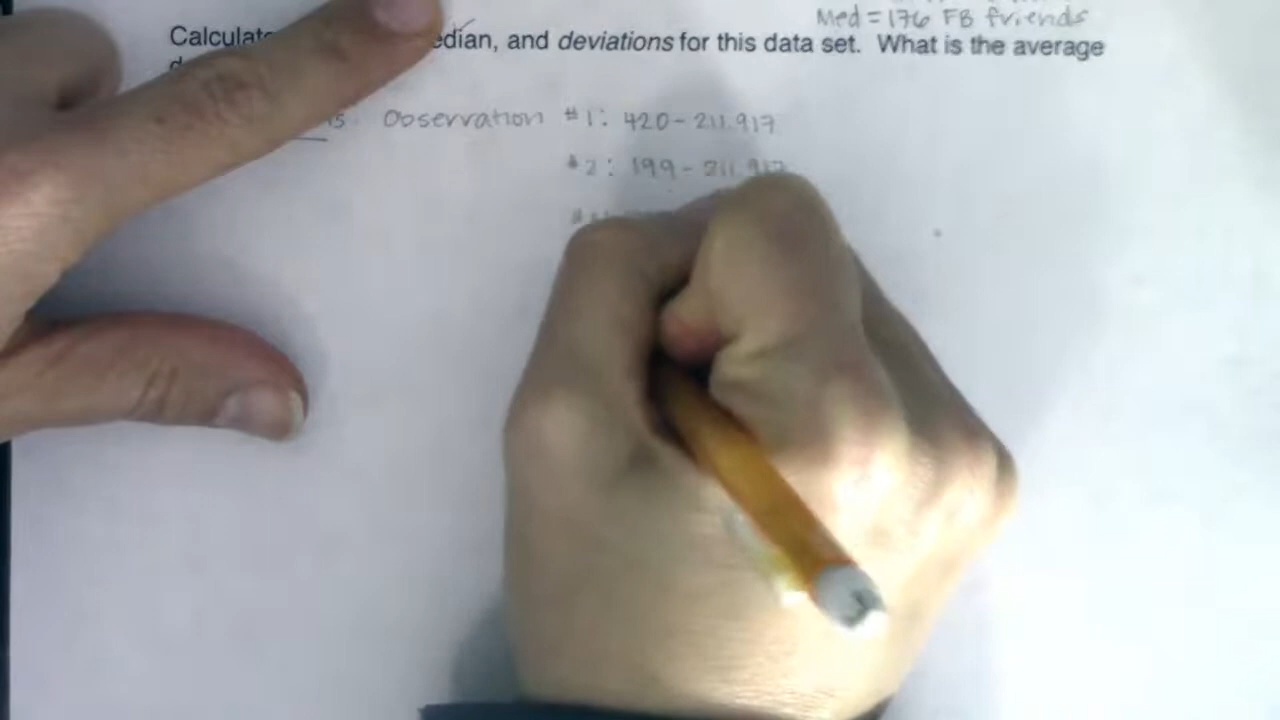 Med = 176 FB friends
Calculate edian, and deviations for this data set. What is the average
Observation #1: 420 - 211.917
#2: 199 - 211.917